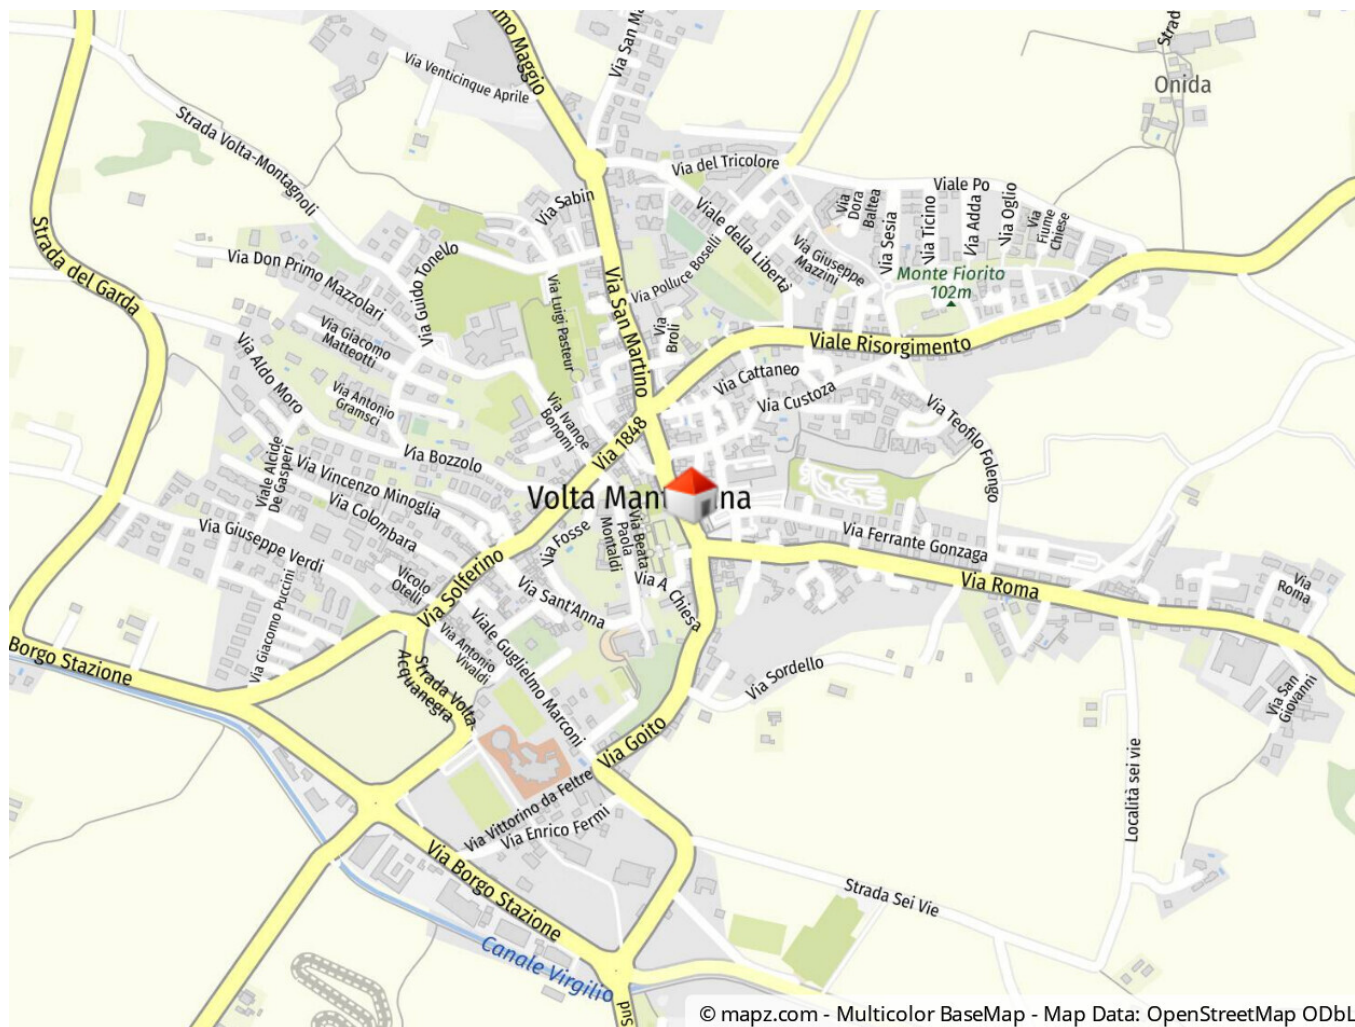 imo Maggio
Via San Ma
Strad
Onida
Via Venticinque Aprile
Strada Volta-Montagnoli
Via del Tricolore
Viale Po
Via Sabin
Viale della Libertà
Via
Dora
Baltea
Via Sesia
Via Ticino
Via Adda
Via Oglio
Via
Fiume
Chiese
Strada del Garda
Via Don Primo Mazzolari
Via Guido Tonello
Via Polluce Boselli
Via Giuseppe
Mazzini
Monte Fiorito
102m
Via San Martino
Via Luigi Pasteur
Via Giacomo
Matteotti
Via
Broli
Viale Risorgimento
Via Aldo Moro
Via Antonio
Gramsci
Via Cattaneo
Via Custoza
Via Ivanoe
Bonomi
Via 1848
Via Teofilo Folengo
Viale Alcide
De Gasperi
Via Bozzolo
Via Vincenzo Minoglia
Via Colombara
Volta Man na
Via Giuseppe Verdi
Via Fosse
Via Beata
Paola
Montaldi
Via Ferrante Gonzaga
Via Solferino
Vicolo
Otelli
Via Sant'Anna
Via A Chiesa
Via Roma
Via
Roma
Via Giacomo Puccini
Via Antonio
Vivaldi
Viale Guglielmo Marconi
Borgo Stazione
Strada Volta
Acquanegra
Via Sordello
Via San
Giovanni
Via Goito
Località sei vie
Via Vittorino da Feltre
Via Enrico Fermi
Via Borgo Stazione
Strada Sei Vie
Canale Virgilio
Sud
© mapz.com - Multicolor BaseMap - Map Data: OpenStreetMap ODbL